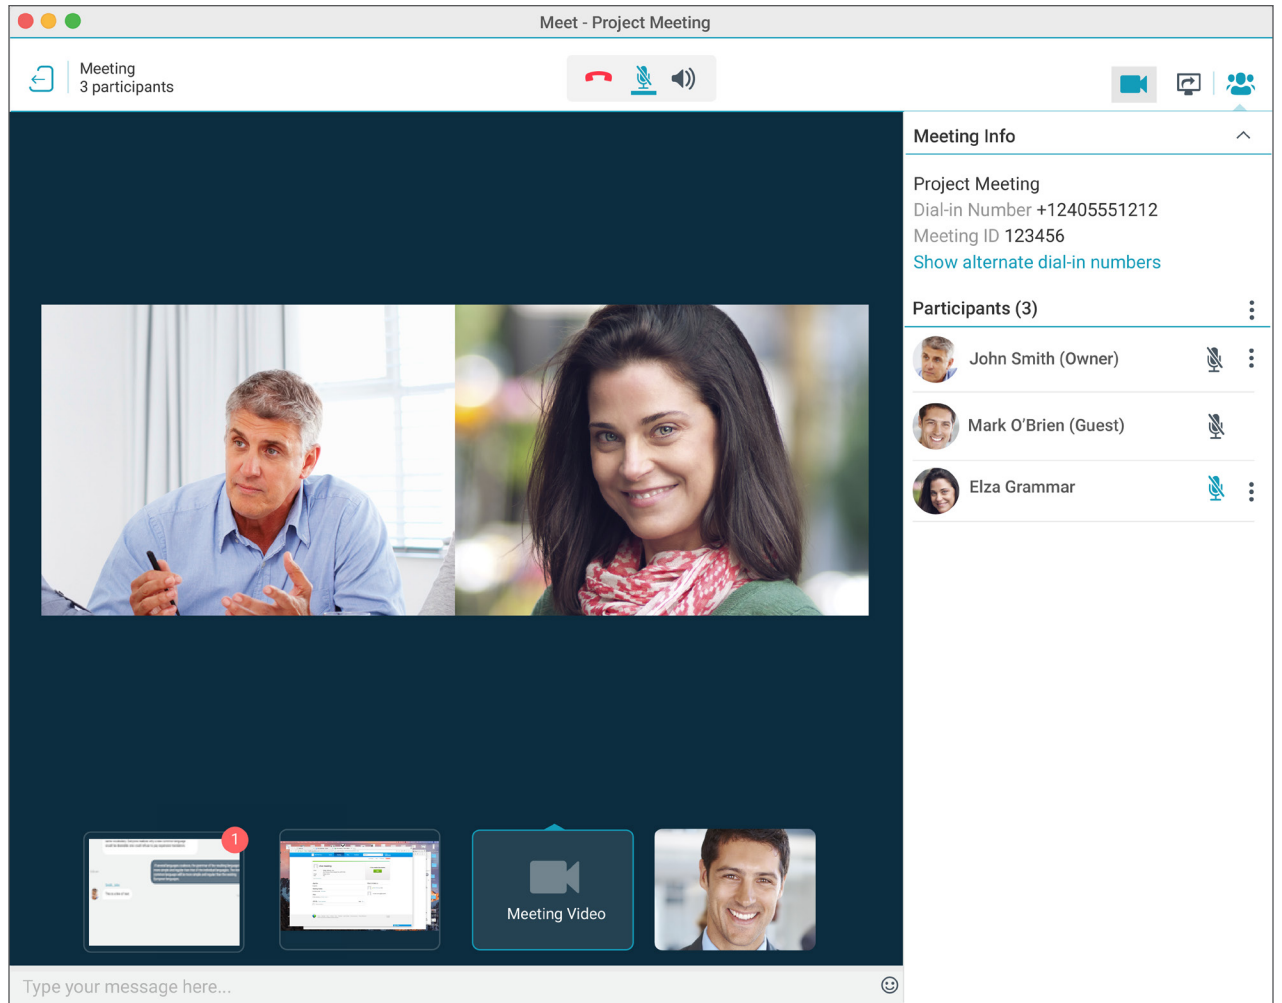 Meet - Project Meeting
Meeting
3 participants
Meeting Info
Project Meeting
Dial-in Number +12405551212
Meeting ID 123456
Show alternate dial-in numbers
Participants (3)
John Smith (Owner)
Mark O'Brien (Guest)
Elza Grammar
1
Meeting Video
Type your message here...